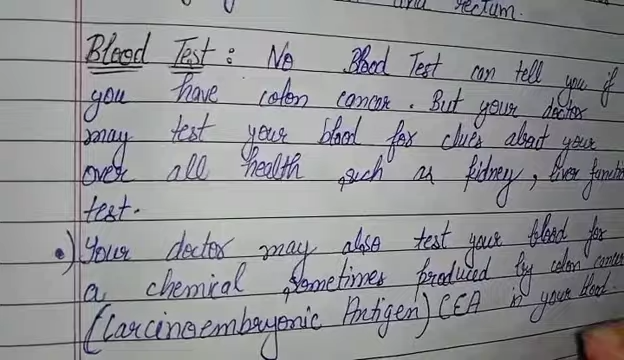 and rectum.
Blood Test : No Blood Test can tell you if
you have colon cancer. But your doctor
may test your blood for clues about your
over all health such as kidney, liver function
test.
•) Your doctor may also test your blood for
a chemical sometimes produced by colon cancer
(Carcinoembryonic Antigen) CEA in your blood.